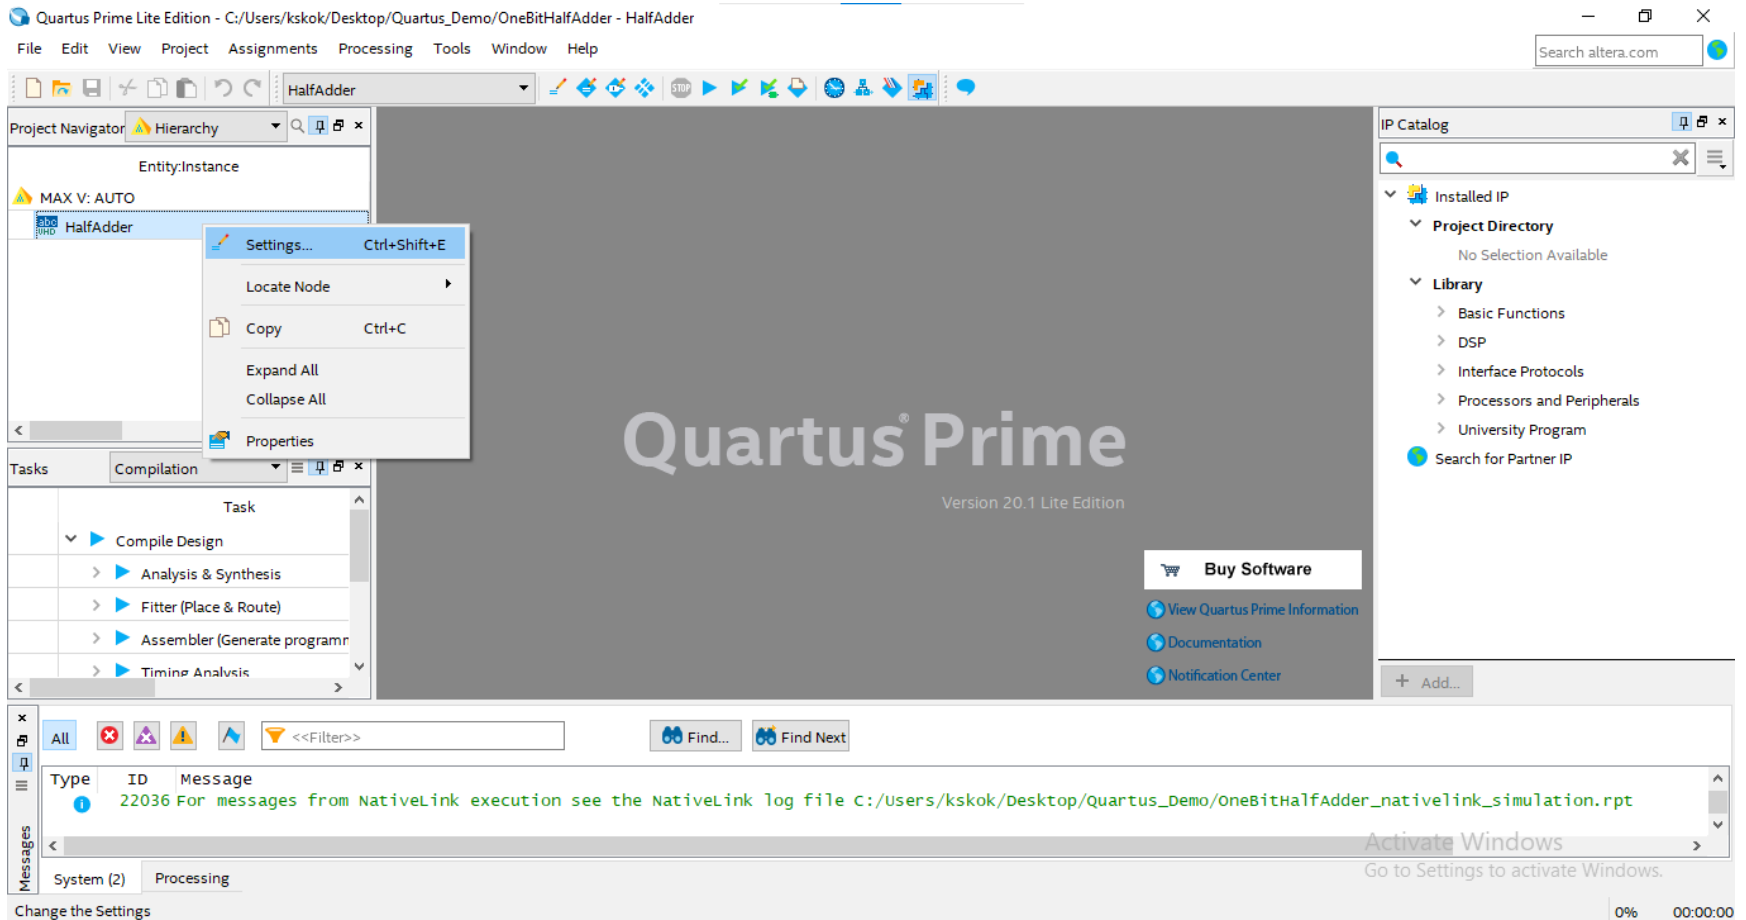 Quartus Prime Lite Edition - C:/Users/kskok/Desktop/Quartus_Demo/OneBitHalfAdder - HalfAdder
File Edit View Project Assignments Processing Tools Window Help
Search altera.com
HalfAdder
STOP
Project Navigator Hierarchy
Entity:Instance
MAX V: AUTO
abc VHD HalfAdder
Settings... Ctrl+Shift+E
Locate Node
Copy Ctrl+C
Expand All
Collapse All
Properties
Tasks Compilation
Task
Compile Design
Analysis & Synthesis
Fitter (Place & Route)
Assembler (Generate programm
Timing Analysis
Quartus® Prime
Version 20.1 Lite Edition
Buy Software
View Quartus Prime Information
Documentation
Notification Center
IP Catalog
Installed IP
Project Directory
No Selection Available
Library
Basic Functions
DSP
Interface Protocols
Processors and Peripherals
University Program
Search for Partner IP
+ Add...
All
<<Filter>>
Find...
Find Next
Type ID Message
22036 For messages from NativeLink execution see the NativeLink log file C:/Users/kskok/Desktop/Quartus_Demo/OneBitHalfAdder_nativelink_simulation.rpt
Messages
System (2) Processing
Activate Windows
Go to Settings to activate Windows.
Change the Settings
0% 00:00:00